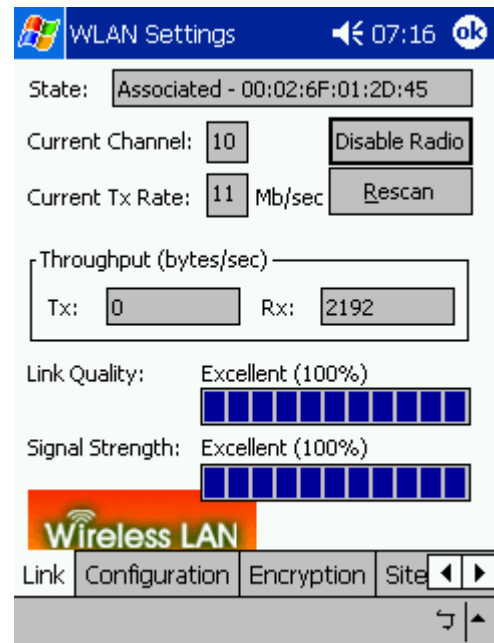 WLAN Settings 07:16 ok
State: Associated - 00:02:6F:01:2D:45
Current Channel: 10 Disable Radio
Current Tx Rate: 11 Mb/sec Rescan
Throughput (bytes/sec)
Tx: 0 Rx: 2192
Link Quality: Excellent (100%)
Signal Strength: Excellent (100%)
Wireless LAN
Link Configuration Encryption Site